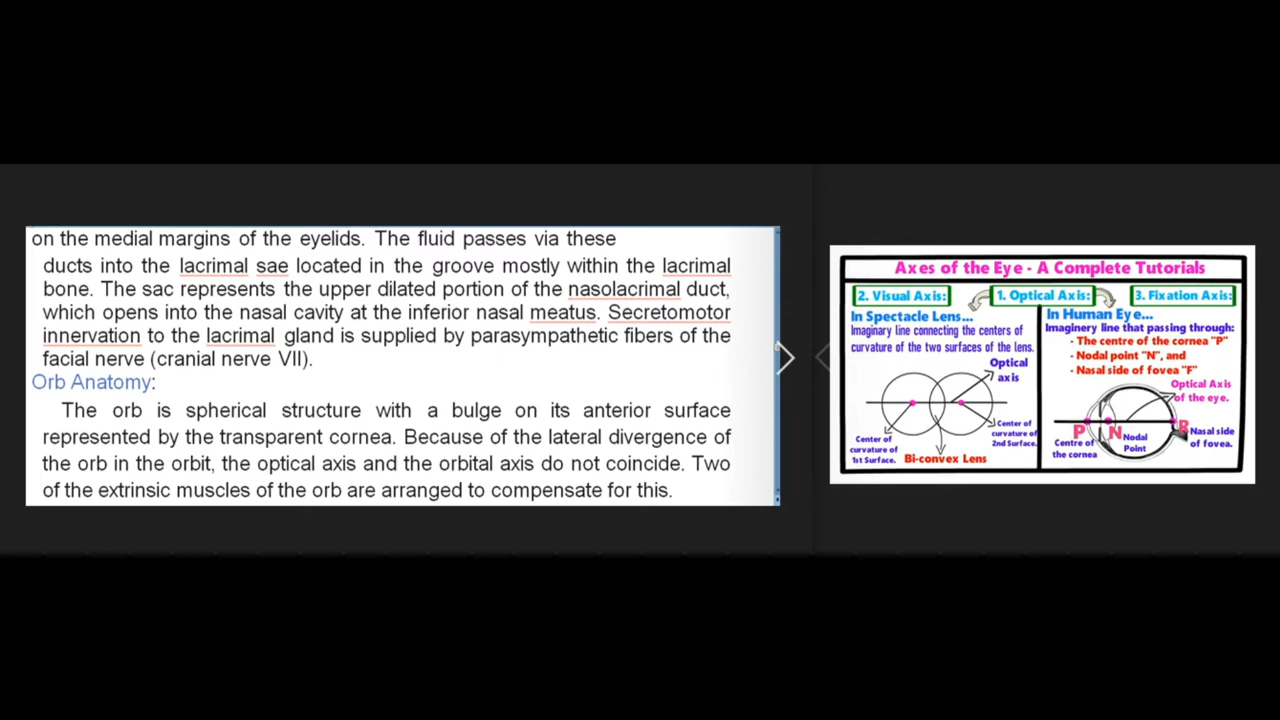 on the medial margins of the eyelids. The fluid passes via these
ducts into the lacrimal sae located in the groove mostly within the lacrimal
bone. The sac represents the upper dilated portion of the nasolacrimal duct,
which opens into the nasal cavity at the inferior nasal meatus. Secretomotor
innervation to the lacrimal gland is supplied by parasympathetic fibers of the
facial nerve (cranial nerve VII).
Orb Anatomy:
The orb is spherical structure with a bulge on its anterior surface
represented by the transparent cornea. Because of the lateral divergence of
the orb in the orbit, the optical axis and the orbital axis do not coincide. Two
of the extrinsic muscles of the orb are arranged to compensate for this.
Axes of the Eye - A Complete Tutorials
2. Visual Axis:
1. Optical Axis:
3. Fixation Axis:
In Spectacle Lens...
Imaginary line connecting the centers of
curvature of the two surfaces of the lens.
Optical
axis
Center of
curvature of
1st Surface.
Center of
curvature of
2nd Surface.
Bi-convex Lens
In Human Eye...
Imaginery line that passing through:
- The centre of the cornea "P"
- Nodal point "N", and
- Nasal side of fovea "F"
Optical Axis
of the eye.
P
N
Centre of
the cornea
Nodal
Point
Nasal side
of fovea.